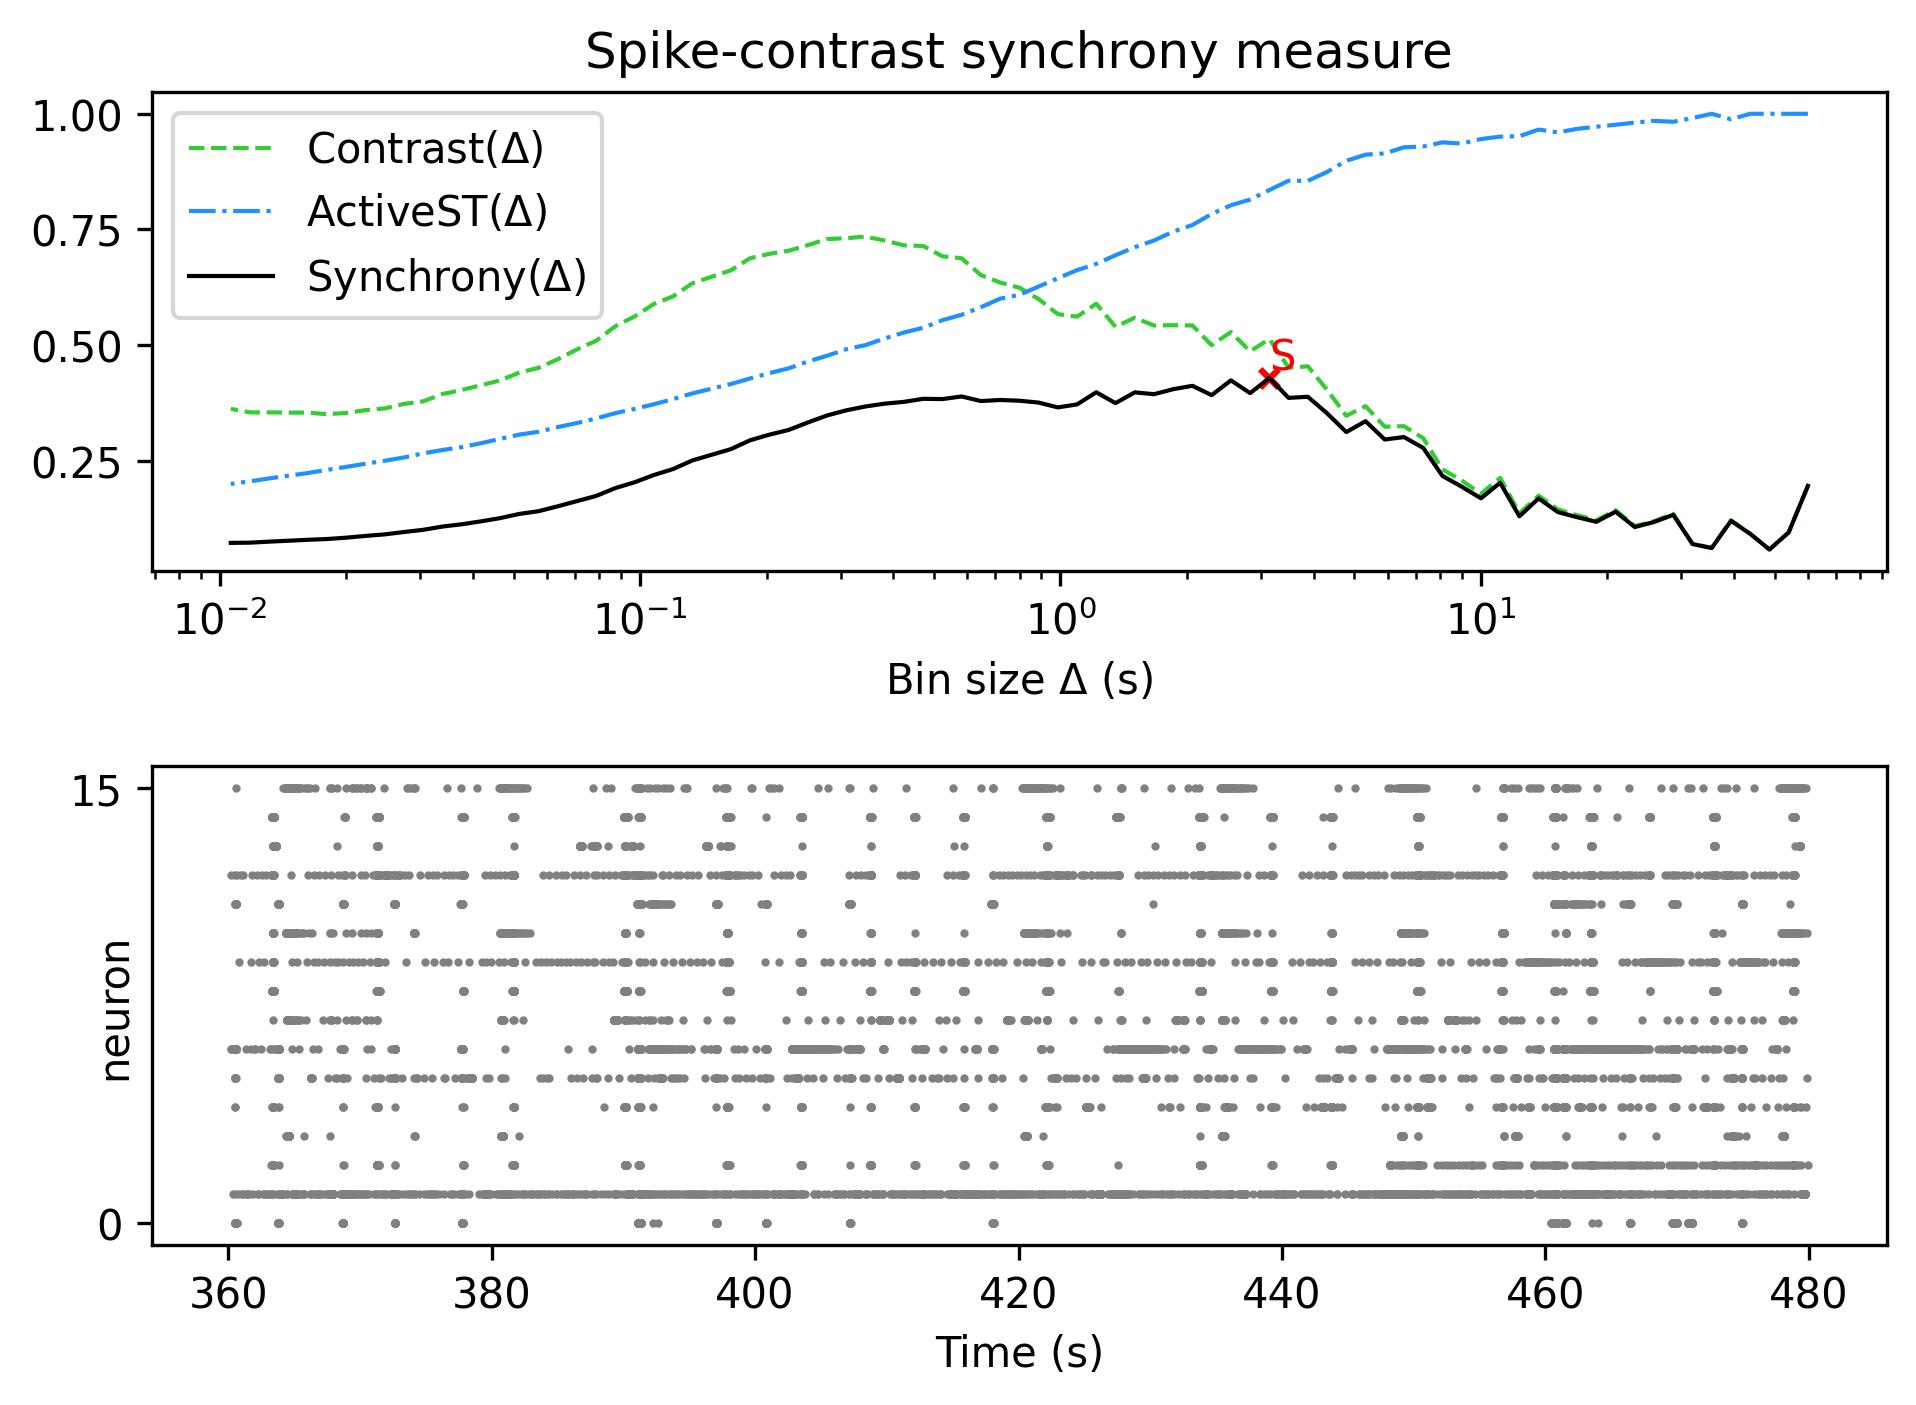 Spike-contrast synchrony measure
1.00
0.75
0.50
0.25
Contrast(Δ)
ActiveST(Δ)
Synchrony(Δ)
S
10⁻² 10⁻¹ 10⁰ 10¹
Bin size Δ (s)
15
0
neuron
360 380 400 420 440 460 480
Time (s)